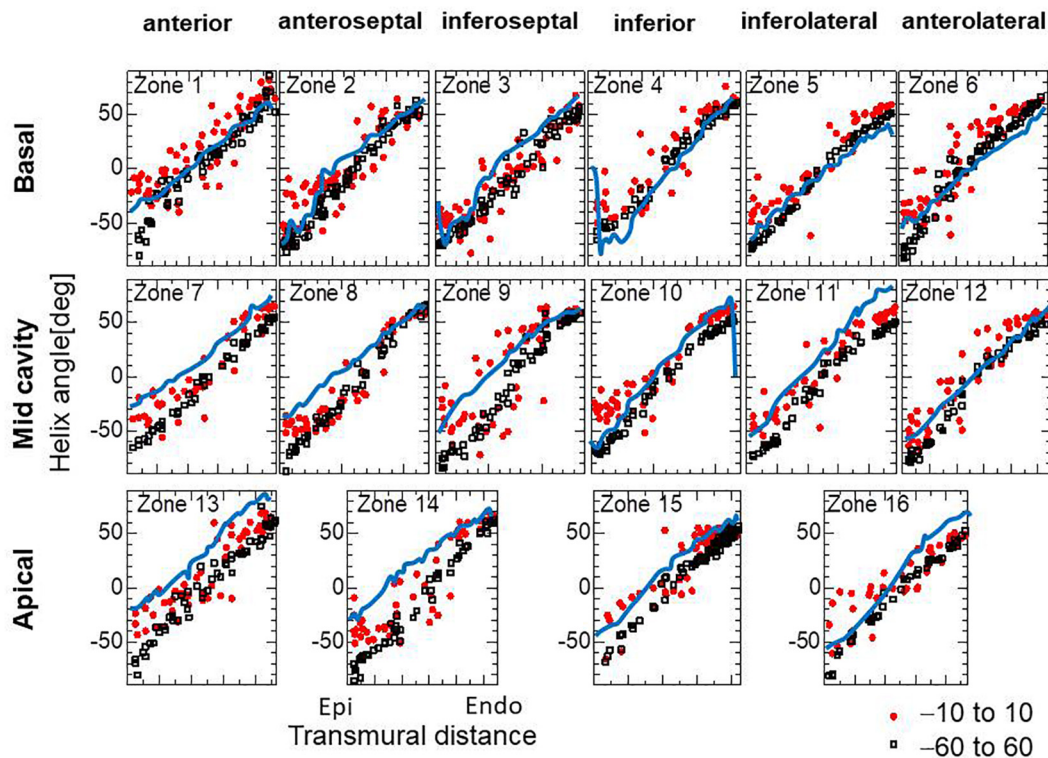 anterior anteroseptal inferoseptal inferior inferolateral anterolateral
Basal
50
0
-50
Zone 1 Zone 2 Zone 3 Zone 4 Zone 5 Zone 6
Mid cavity
Helix angle[deg]
50
0
-50
Zone 7 Zone 8 Zone 9 Zone 10 Zone 11 Zone 12
Apical
50
0
-50
Zone 13 Zone 14 Zone 15 Zone 16
Epi Endo
Transmural distance
−10 to 10
−60 to 60